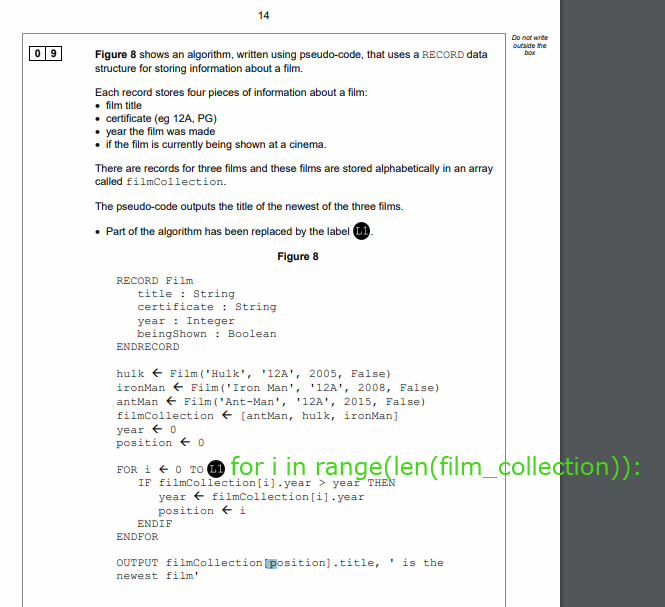 14
Do not write
outside the
box
0 9
Figure 8 shows an algorithm, written using pseudo-code, that uses a RECORD data
structure for storing information about a film.
Each record stores four pieces of information about a film:
• film title
• certificate (eg 12A, PG)
• year the film was made
• if the film is currently being shown at a cinema.
There are records for three films and these films are stored alphabetically in an array
called filmCollection.
The pseudo-code outputs the title of the newest of the three films.
• Part of the algorithm has been replaced by the label L1.
Figure 8
RECORD Film
title : String
certificate : String
year : Integer
beingShown : Boolean
ENDRECORD
hulk ← Film('Hulk', '12A', 2005, False)
ironMan ← Film('Iron Man', '12A', 2008, False)
antMan ← Film('Ant-Man', '12A', 2015, False)
filmCollection ← [antMan, hulk, ironMan]
year ← 0
position ← 0
FOR i ← 0 TO L1 for i in range(len(film_collection)):
IF filmCollection[i].year > year THEN
year ← filmCollection[i].year
position ← i
ENDIF
ENDFOR
OUTPUT filmCollection[position].title, ' is the
newest film'